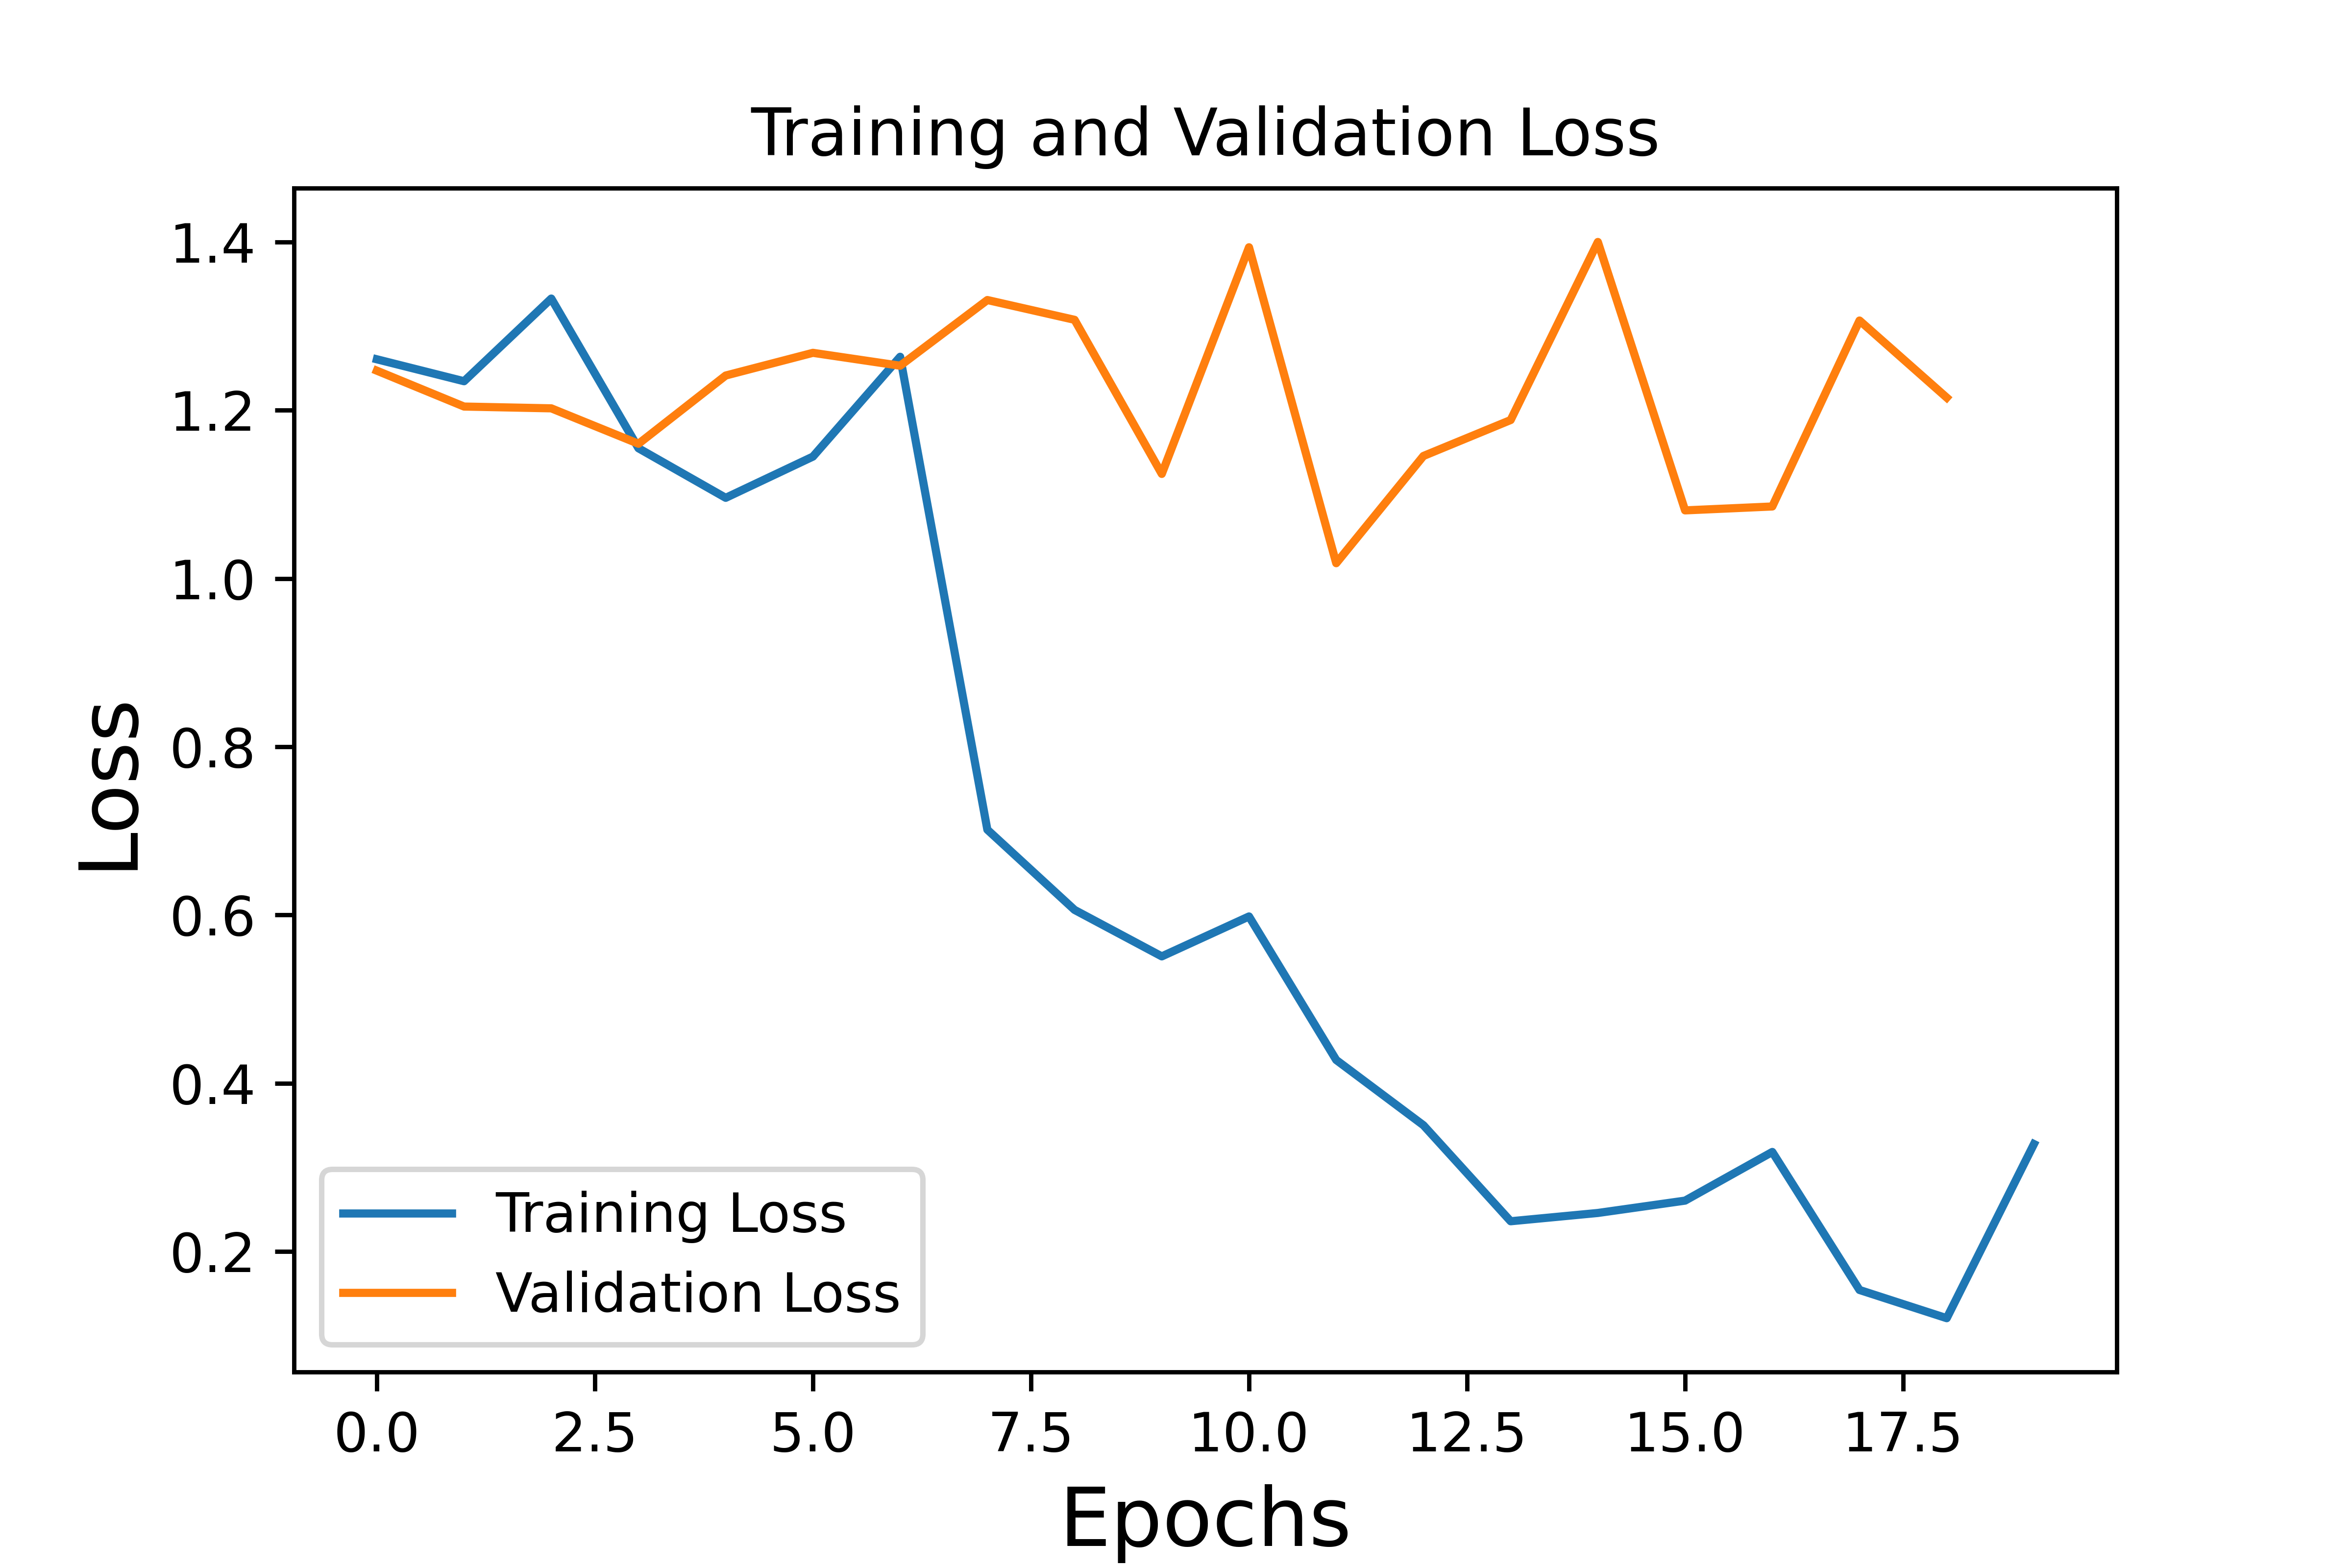 Training and Validation Loss
1.4
1.2
1.0
0.8
0.6
0.4
0.2
Loss
Training Loss
Validation Loss
0.0 2.5 5.0 7.5 10.0 12.5 15.0 17.5
Epochs